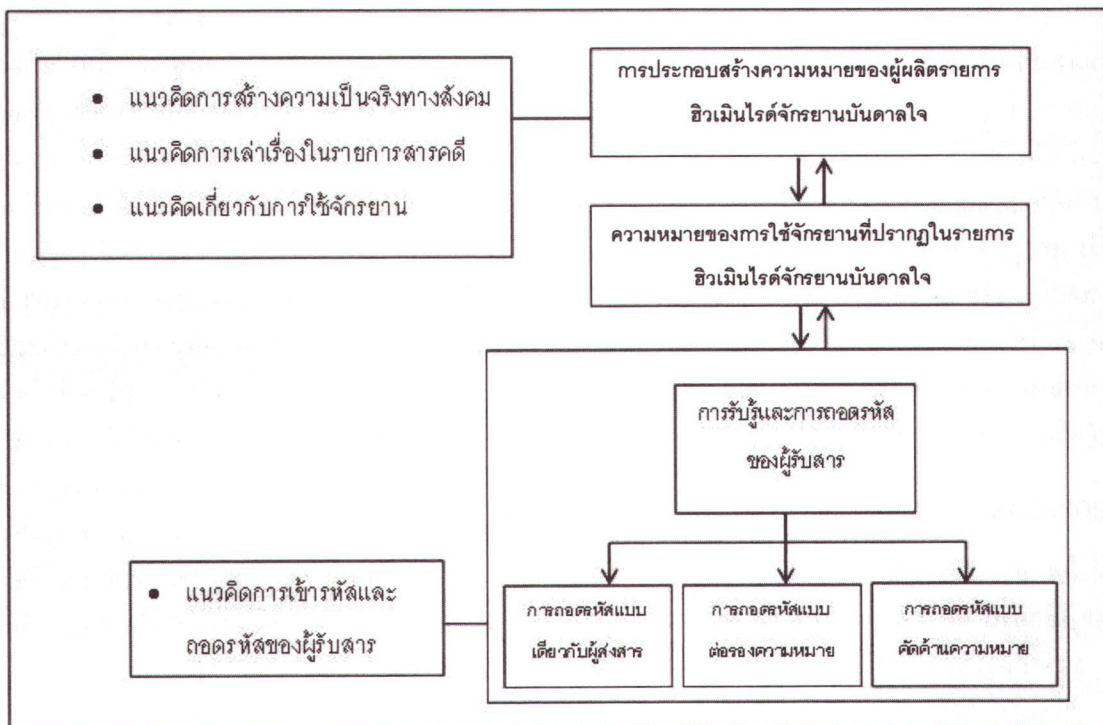 • แนวคิดการสร้างความเป็นจริงทางสังคม
• แนวคิดการเล่าเรื่องในรายการสารคดี
• แนวคิดเกี่ยวกับการใช้จักรยาน
การประกอบสร้างความหมายของผู้ผลิตรายการ
ฮิวเมินไรด์จักรยานบันดาลใจ
ความหมายของการใช้จักรยานที่ปรากฏในรายการ
ฮิวเมินไรด์จักรยานบันดาลใจ
การรับรู้และการถอดรหัส
ของผู้รับสาร
• แนวคิดการเข้ารหัสและ
ถอดรหัสของผู้รับสาร
การถอดรหัสแบบ
เดียวกับผู้ส่งสาร
การถอดรหัสแบบ
ต่อรองความหมาย
การถอดรหัสแบบ
คัดค้านความหมาย